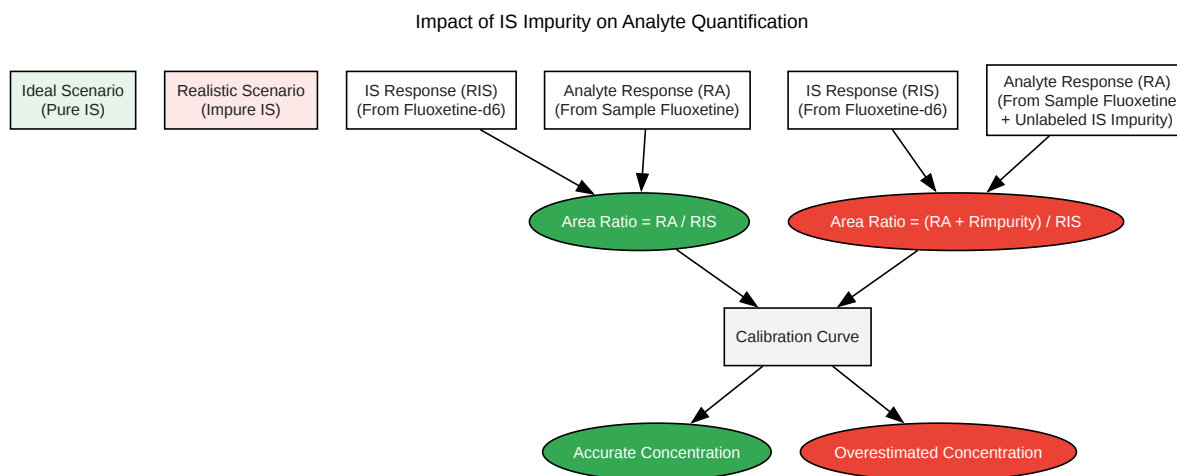 Impact of IS Impurity on Analyte Quantification
Ideal Scenario
(Pure IS)
Realistic Scenario
(Impure IS)
IS Response (RIS)
(From Fluoxetine-d6)
Analyte Response (RA)
(From Sample Fluoxetine)
IS Response (RIS)
(From Fluoxetine-d6)
Analyte Response (RA)
(From Sample Fluoxetine
+ Unlabeled IS Impurity)
Area Ratio = RA / RIS
Area Ratio = (RA + Rimpurity) / RIS
Calibration Curve
Accurate Concentration
Overestimated Concentration